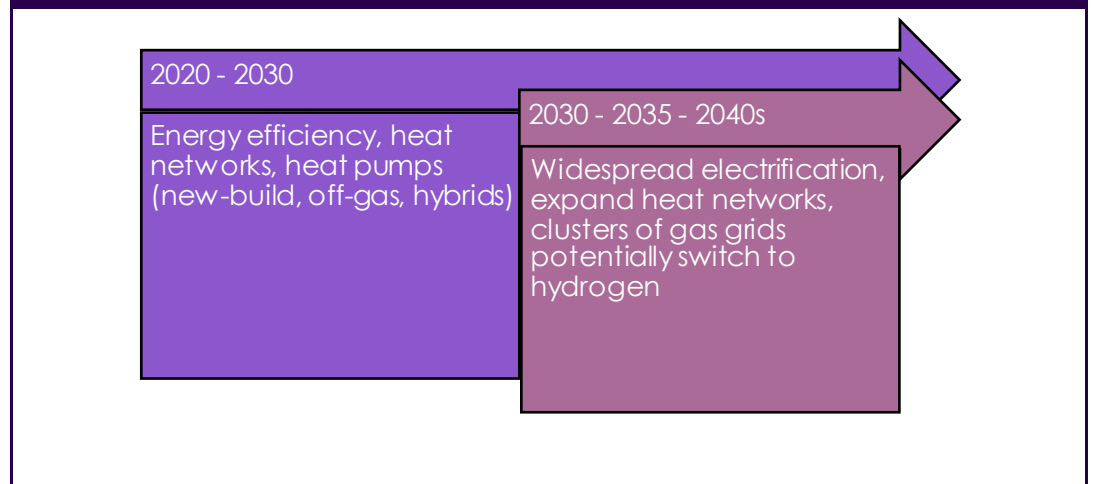 2020 - 2030
Energy efficiency, heat
networks, heat pumps
(new-build, off-gas, hybrids)
2030 - 2035 - 2040s
Widespread electrification,
expand heat networks,
clusters of gas grids
potentially switch to
hydrogen